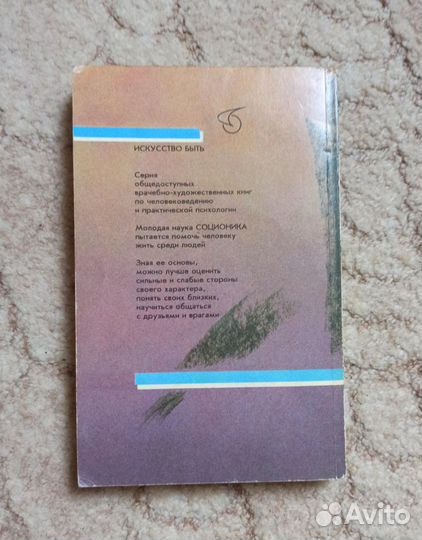 ИСКУССТВО БЫТЬ
Серия
общедоступных
врачебно-художественных книг
по человековедению
и практической психологии
Молодая наука СОЦИОНИКА
пытается помочь человеку
жить среди людей
Зная ее основы,
можно лучше оценить
сильные и слабые стороны
своего характера,
понять своих близких,
научиться общаться
с друзьями и врагами
Avito